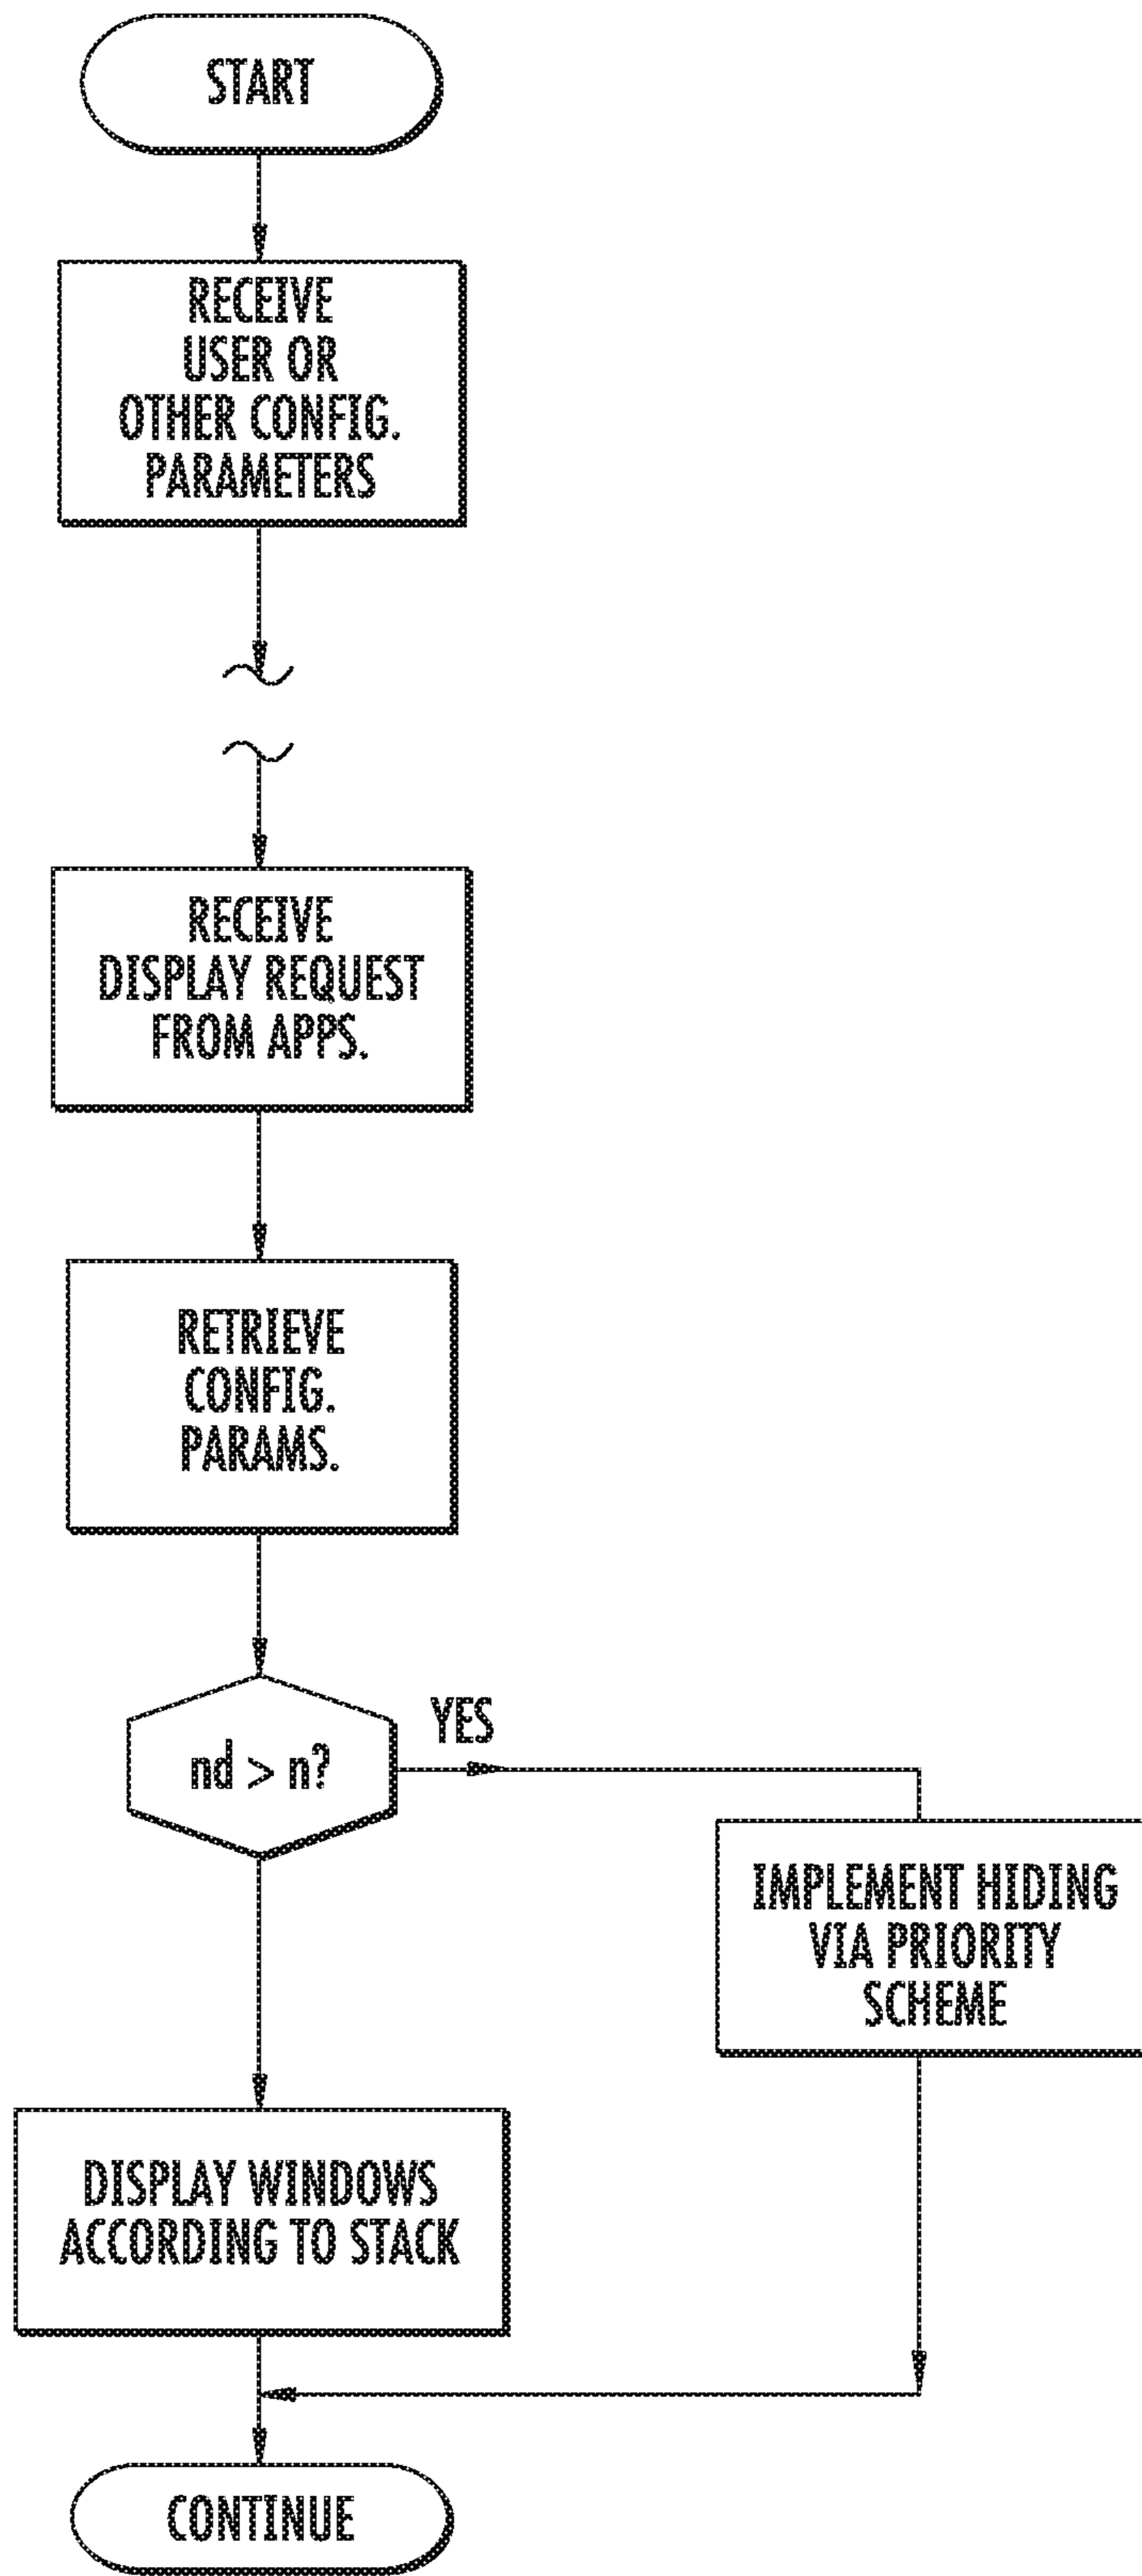 START
RECEIVE
USER OR
OTHER CONFIG.
PARAMETERS
RECEIVE
DISPLAY REQUEST
FROM APPS.
RETRIEVE
CONFIG.
PARAMS.
nd > n?
YES
IMPLEMENT HIDING
VIA PRIORITY
SCHEME
DISPLAY WINDOWS
ACCORDING TO STACK
CONTINUE